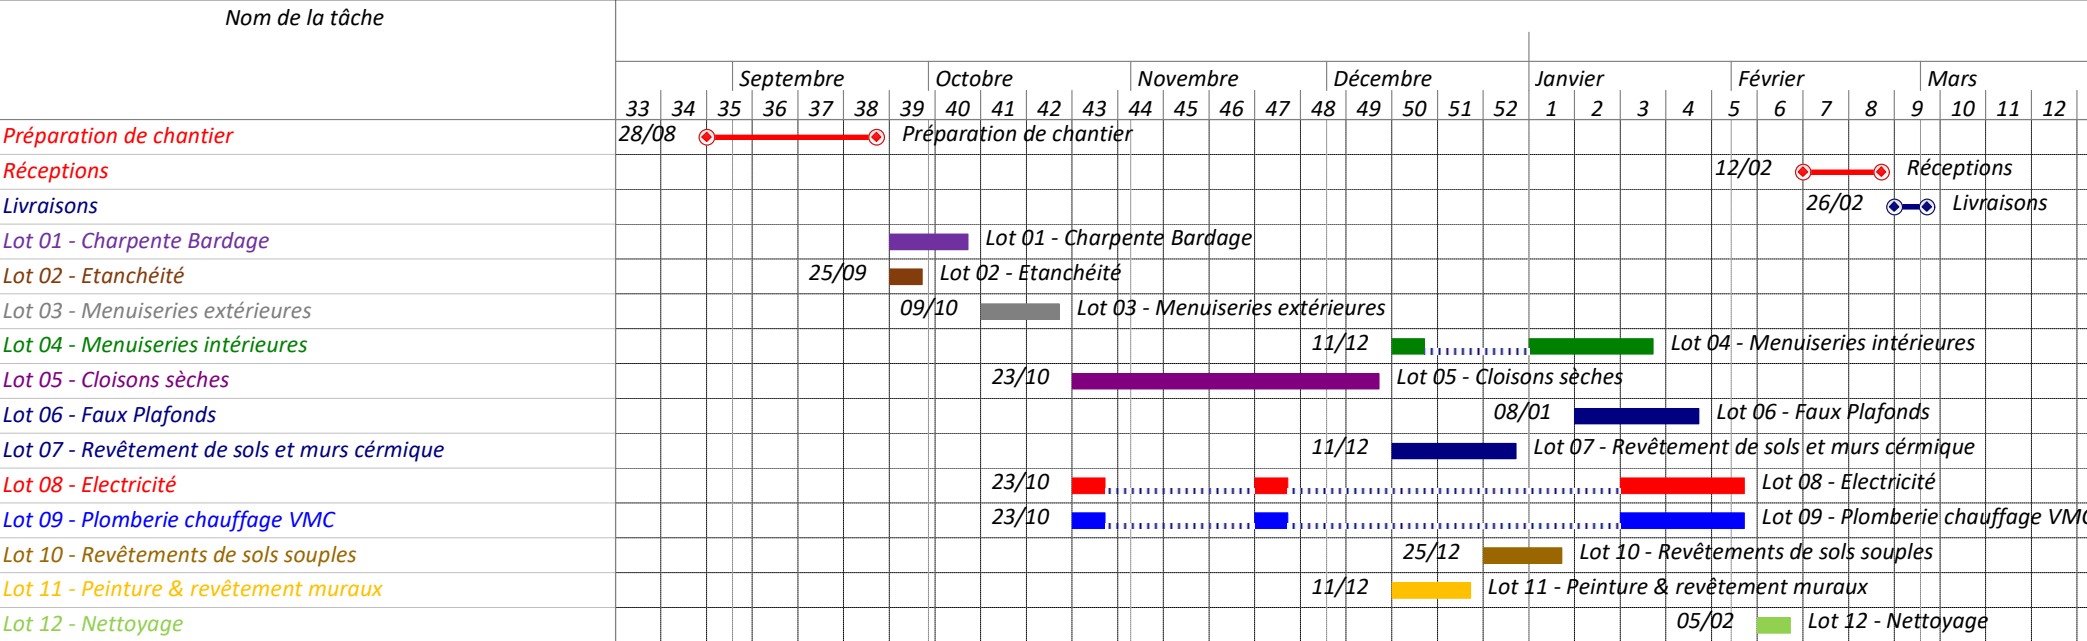 Nom de la tâche
Septembre Octobre Novembre Décembre Janvier Février Mars
33 34 35 36 37 38 39 40 41 42 43 44 45 46 47 48 49 50 51 52 1 2 3 4 5 6 7 8 9 10 11 12
Préparation de chantier 28/08 Préparation de chantier
Réceptions 12/02 Réceptions
Livraisons 26/02 Livraisons
Lot 01 - Charpente Bardage Lot 01 - Charpente Bardage
Lot 02 - Etanchéité 25/09 Lot 02 - Etanchéité
Lot 03 - Menuiseries extérieures 09/10 Lot 03 - Menuiseries extérieures
Lot 04 - Menuiseries intérieures 11/12 Lot 04 - Menuiseries intérieures
Lot 05 - Cloisons sèches 23/10 Lot 05 - Cloisons sèches
Lot 06 - Faux Plafonds 08/01 Lot 06 - Faux Plafonds
Lot 07 - Revêtement de sols et murs cérmique 11/12 Lot 07 - Revêtement de sols et murs cérmique
Lot 08 - Electricité 23/10 Lot 08 - Electricité
Lot 09 - Plomberie chauffage VMC 23/10 Lot 09 - Plomberie chauffage VMC
Lot 10 - Revêtements de sols souples 25/12 Lot 10 - Revêtements de sols souples
Lot 11 - Peinture & revêtement muraux 11/12 Lot 11 - Peinture & revêtement muraux
Lot 12 - Nettoyage 05/02 Lot 12 - Nettoyage